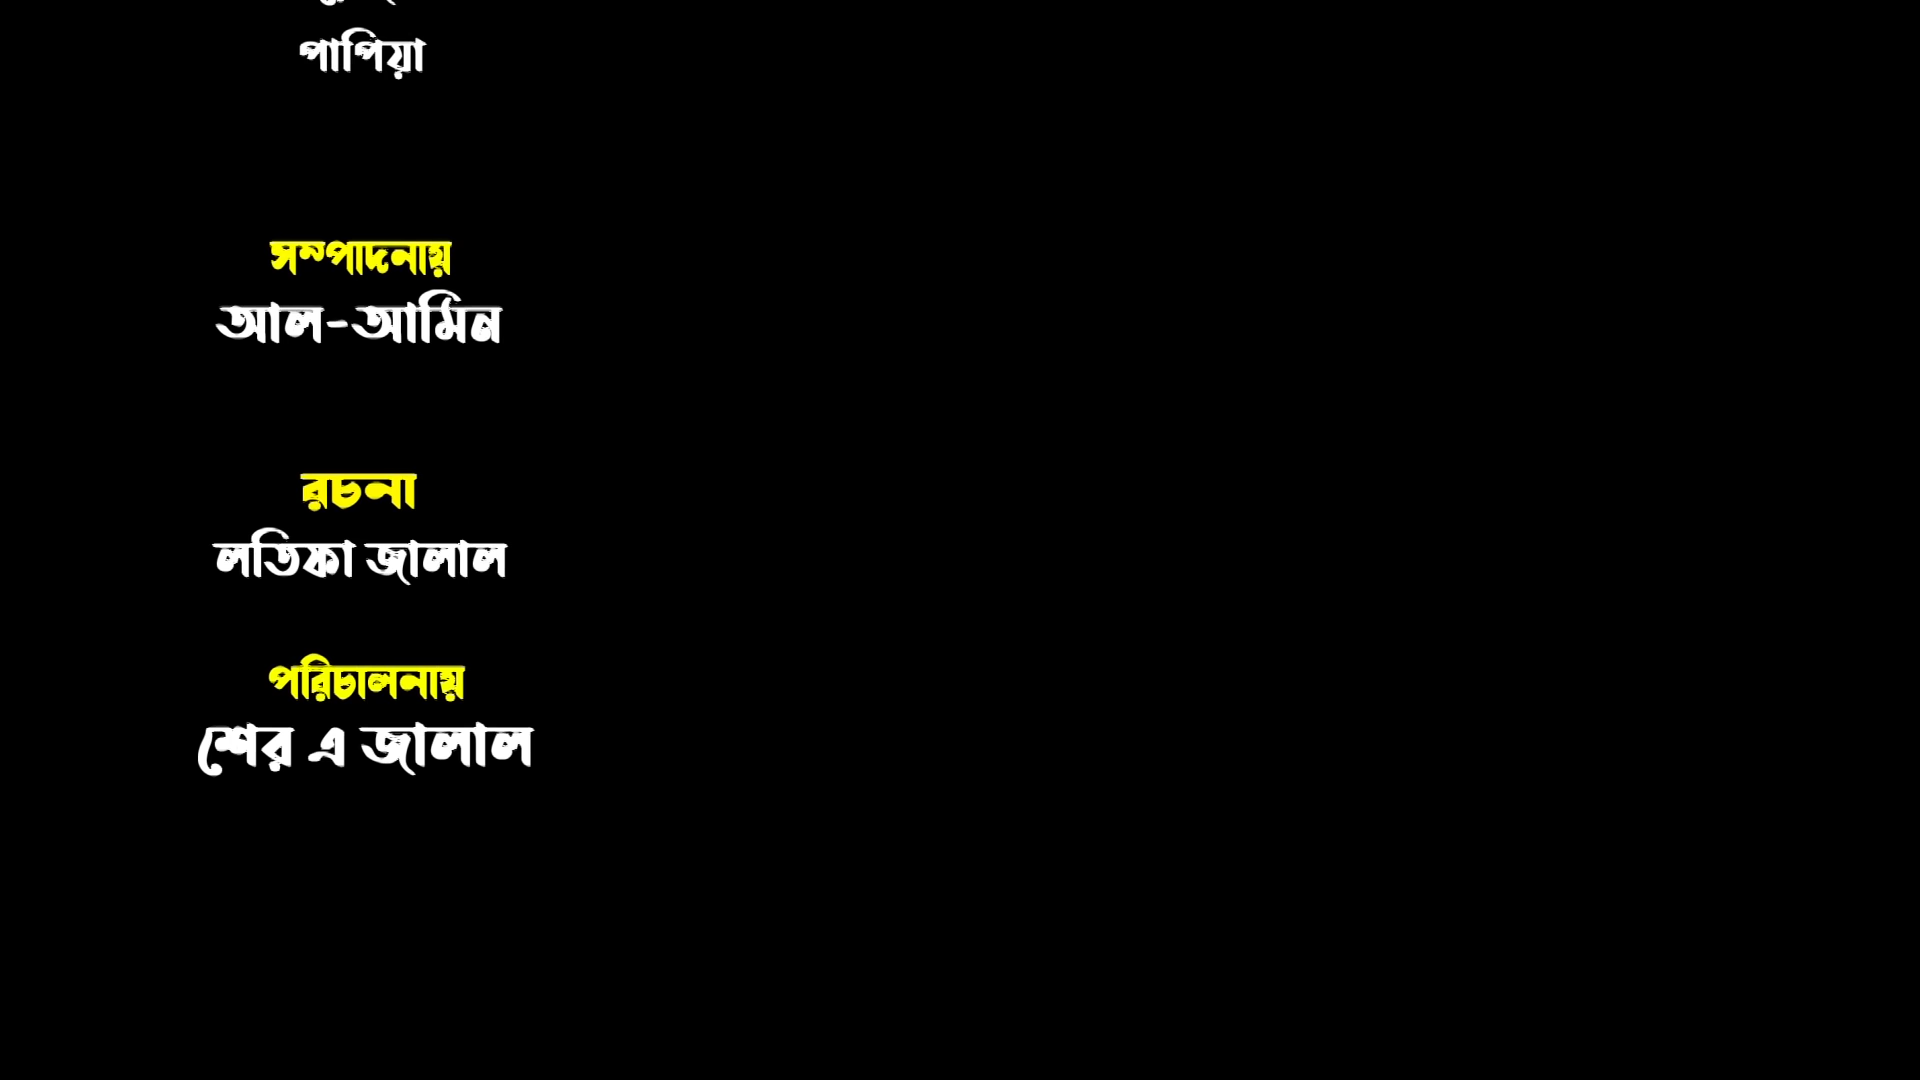 পাপিয়া
সম্পাদনায়
আল-আমিন
রচনা
লতিফা জালাল
পরিচালনায়
শের এ জালাল